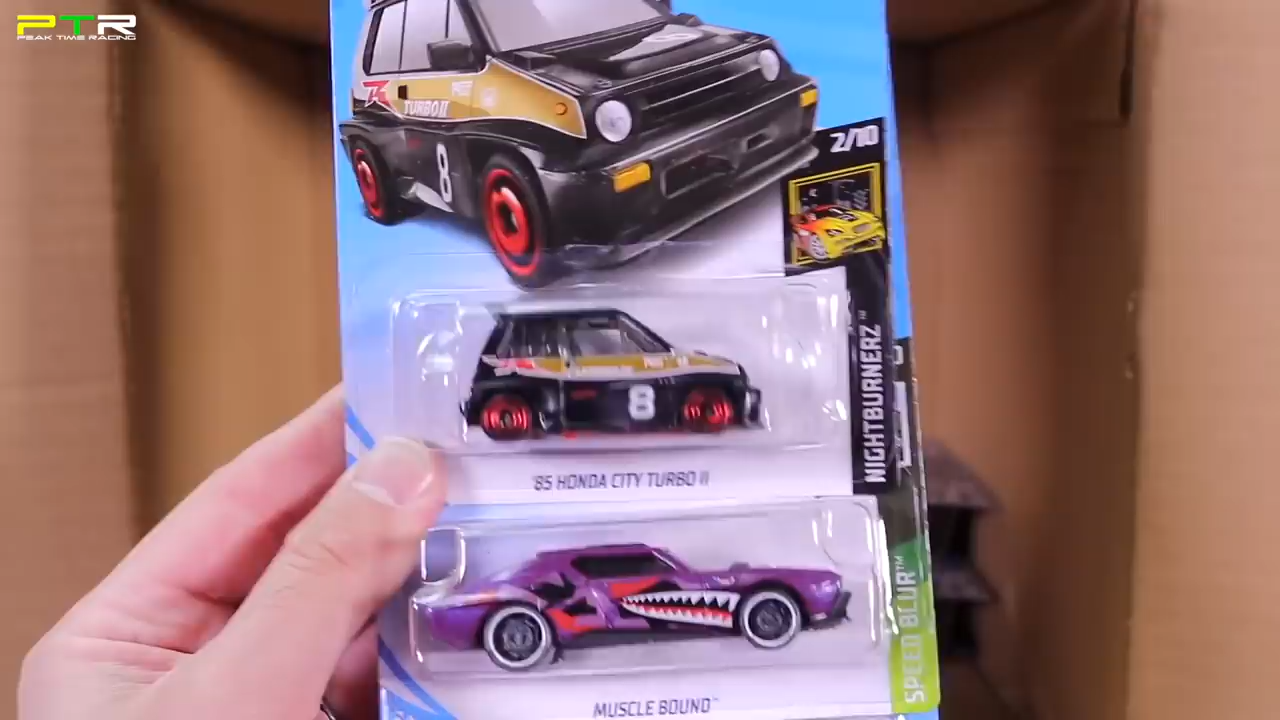 PTR
PEAK TIME RACING
TURBO II
8
2/10
NIGHTBURNERZ™
8
'85 HONDA CITY TURBO II
SPEED BLUR™
MUSCLE BOUND™